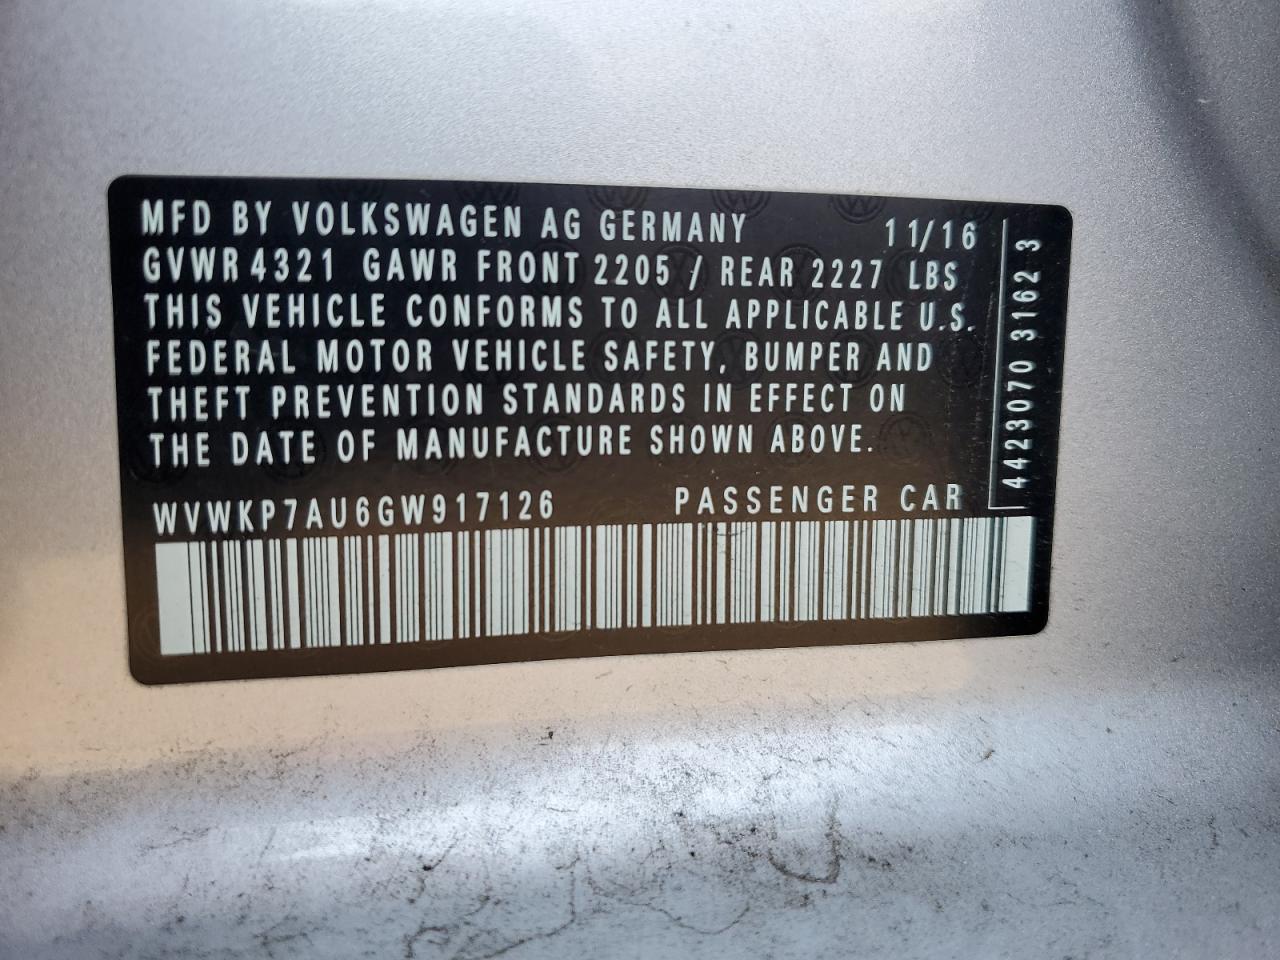 MFD BY VOLKSWAGEN AG GERMANY 11/16
GVWR 4321 GAWR FRONT 2205 / REAR 2227 LBS
THIS VEHICLE CONFORMS TO ALL APPLICABLE U.S.
FEDERAL MOTOR VEHICLE SAFETY, BUMPER AND
THEFT PREVENTION STANDARDS IN EFFECT ON
THE DATE OF MANUFACTURE SHOWN ABOVE.
WVWKP7AU6GW917126 PASSENGER CAR
4423070 3162 3